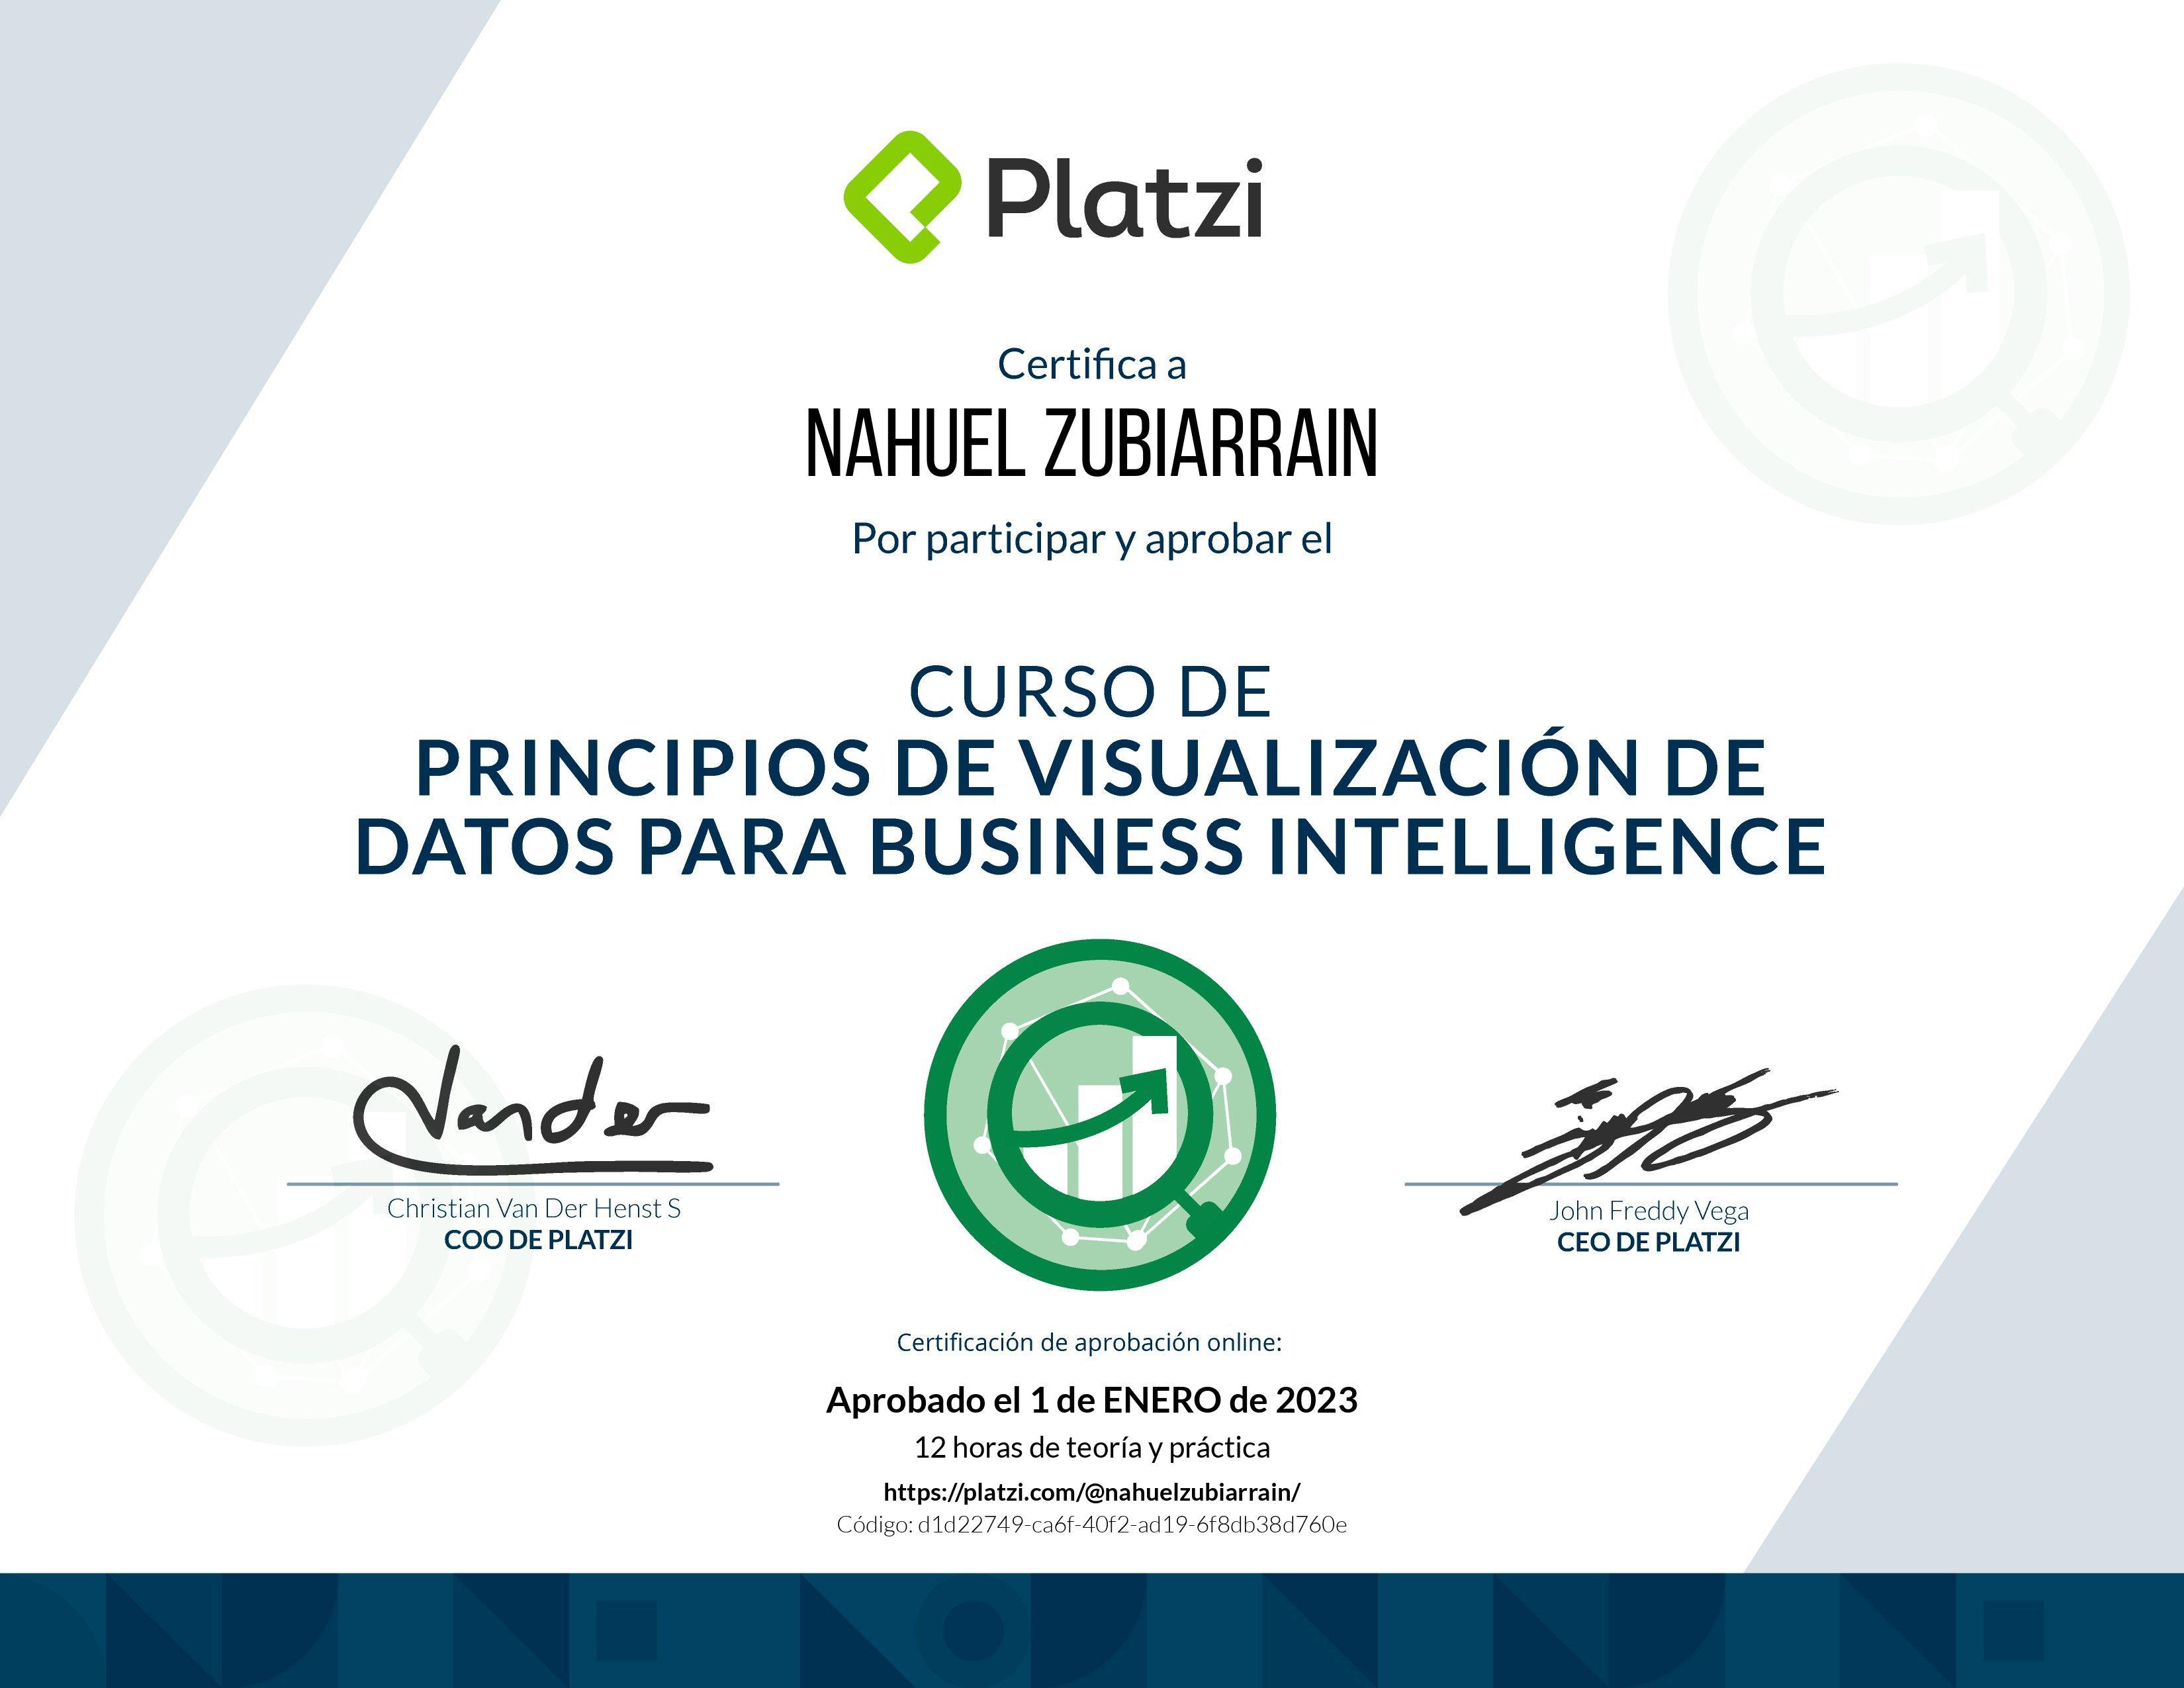 Platzi
Certifica a
NAHUEL ZUBIARRAIN
Por participar y aprobar el
CURSO DE
PRINCIPIOS DE VISUALIZACIÓN DE
DATOS PARA BUSINESS INTELLIGENCE
Vander
Christian Van Der Henst S
COO DE PLATZI
John Freddy Vega
CEO DE PLATZI
Certificación de aprobación online:
Aprobado el 1 de ENERO de 2023
12 horas de teoría y práctica
https://platzi.com/@nahuelzubiarrain/
Código: d1d22749-ca6f-40f2-ad19-6f8db38d760e